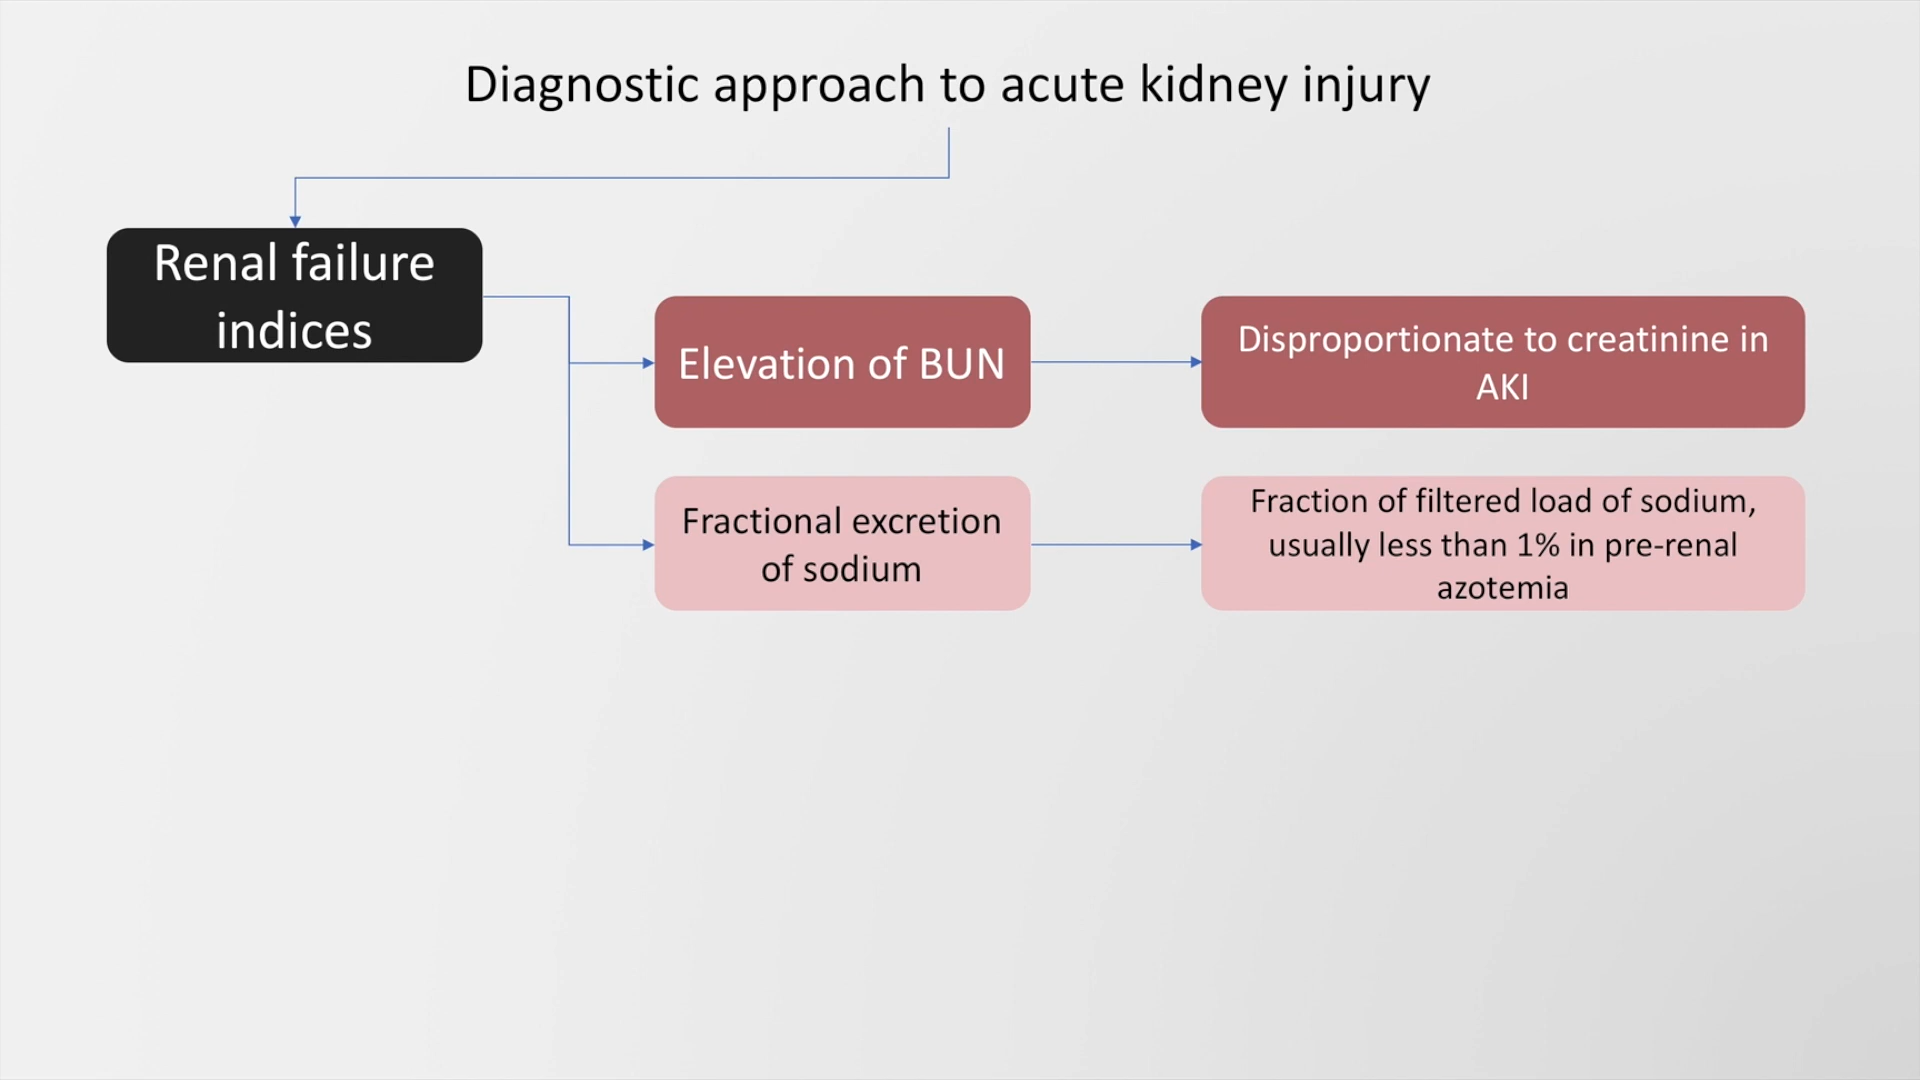 Diagnostic approach to acute kidney injury
Renal failure
indices
Elevation of BUN
Disproportionate to creatinine in
AKI
Fractional excretion
of sodium
Fraction of filtered load of sodium,
usually less than 1% in pre-renal
azotemia